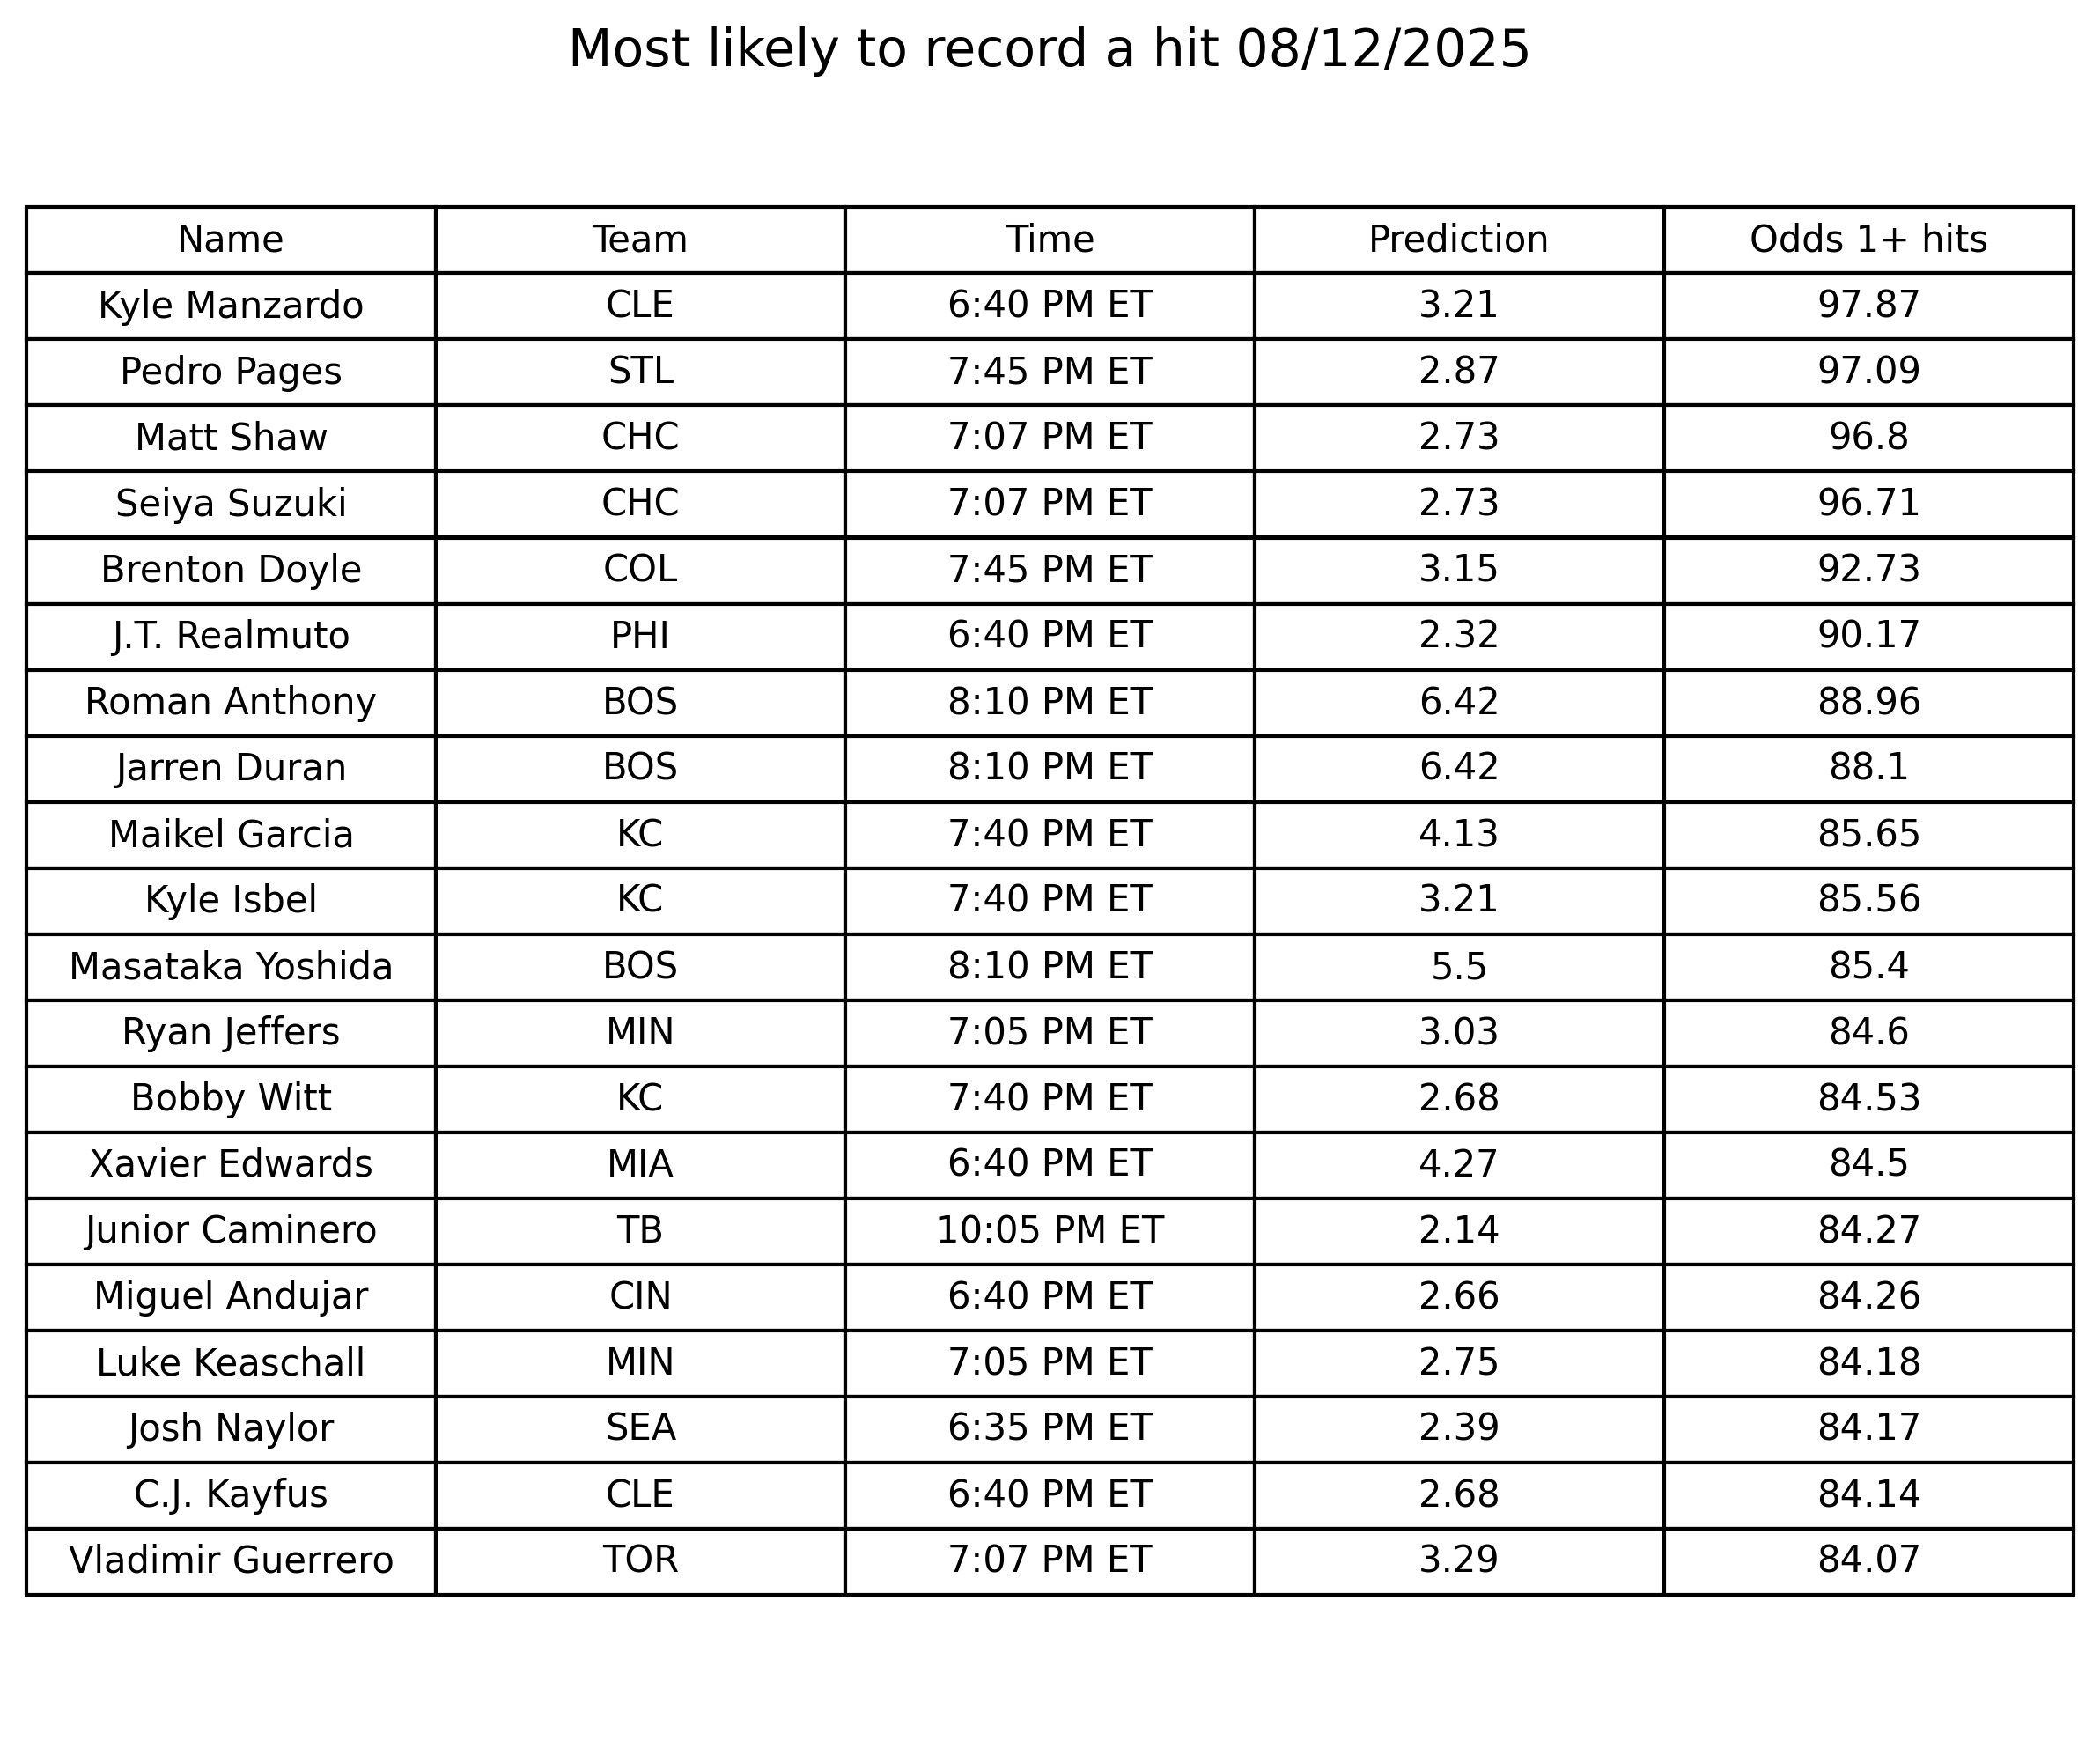 Most likely to record a hit 08/12/2025
Name Team Time Prediction Odds 1+ hits
Kyle Manzardo CLE 6:40 PM ET 3.21 97.87
Pedro Pages STL 7:45 PM ET 2.87 97.09
Matt Shaw CHC 7:07 PM ET 2.73 96.8
Seiya Suzuki CHC 7:07 PM ET 2.73 96.71
Brenton Doyle COL 7:45 PM ET 3.15 92.73
J.T. Realmuto PHI 6:40 PM ET 2.32 90.17
Roman Anthony BOS 8:10 PM ET 6.42 88.96
Jarren Duran BOS 8:10 PM ET 6.42 88.1
Maikel Garcia KC 7:40 PM ET 4.13 85.65
Kyle Isbel KC 7:40 PM ET 3.21 85.56
Masataka Yoshida BOS 8:10 PM ET 5.5 85.4
Ryan Jeffers MIN 7:05 PM ET 3.03 84.6
Bobby Witt KC 7:40 PM ET 2.68 84.53
Xavier Edwards MIA 6:40 PM ET 4.27 84.5
Junior Caminero TB 10:05 PM ET 2.14 84.27
Miguel Andujar CIN 6:40 PM ET 2.66 84.26
Luke Keaschall MIN 7:05 PM ET 2.75 84.18
Josh Naylor SEA 6:35 PM ET 2.39 84.17
C.J. Kayfus CLE 6:40 PM ET 2.68 84.14
Vladimir Guerrero TOR 7:07 PM ET 3.29 84.07